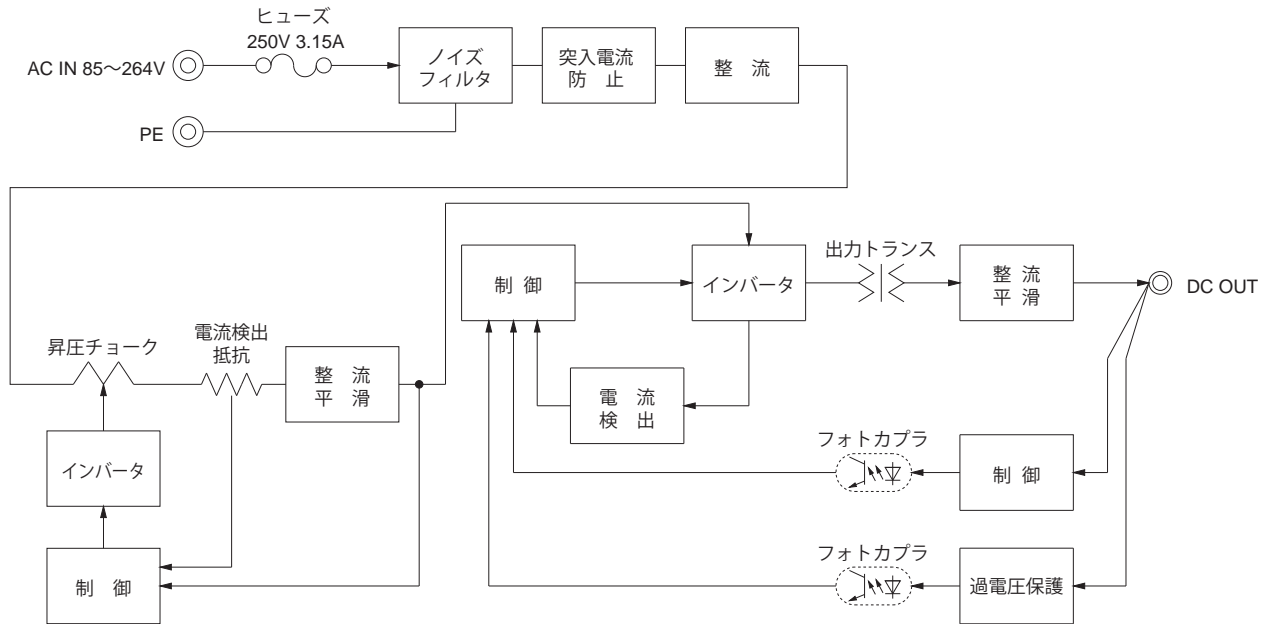 ヒューズ
250V 3.15A
AC IN 85～264V
ノイズ
フィルタ
突入電流
防 止
整 流
PE
制 御
インバータ
出力トランス
整 流
平 滑
DC OUT
昇圧チョーク
電流検出
抵抗
整 流
平 滑
電 流
検 出
インバータ
フォトカプラ
制 御
制 御
フォトカプラ
過電圧保護